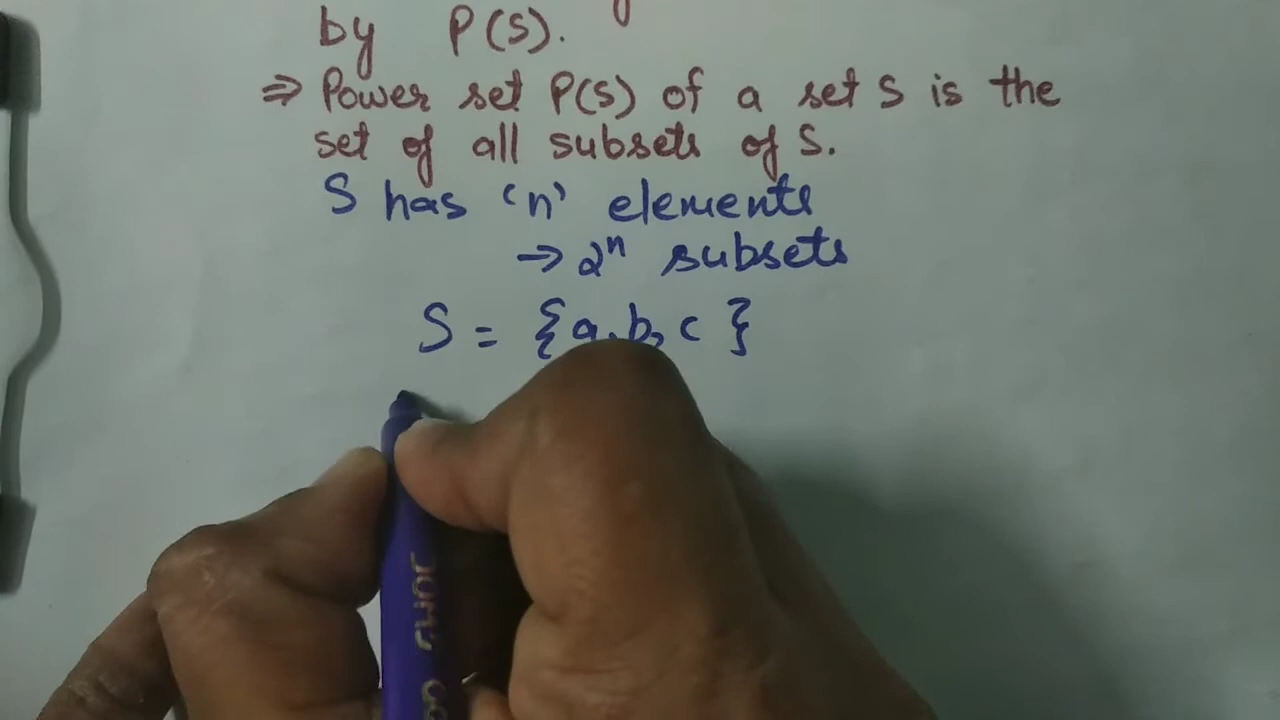 by P(S).
⇒ Power set P(S) of a set S is the
set of all subsets of S.
S has 'n' elements
→ 2ⁿ subsets
S = {a, b, c }